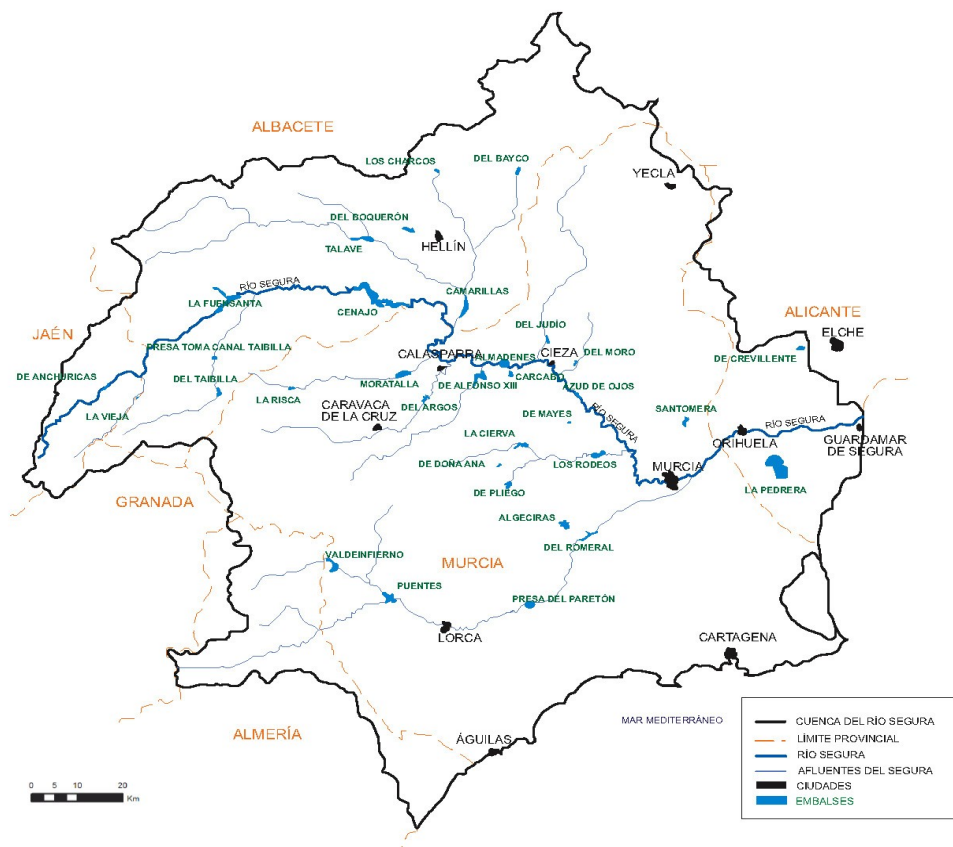 ALBACETE
LOS CHARCOS
DEL BAYCO
YECLA
DEL BOQUERÓN
TALAVE
HELLÍN
RÍO SEGURA
LA FUENSANTA
CENAJO
CAMARILLAS
JAÉN
ALICANTE
ELCHE
PRESA TOMA CANAL TAIBILLA
DEL JUDÍO
CALASPARRA
ALMADENES
CIEZA
DEL MORO
DE CREVILLENTE
DE ANCHURICAS
DEL TAIBILLA
MORATALLA
DE ALFONSO XIII
CARCABO
AZUD DE OJOS
LA RISCA
DEL ARGOS
LA VIEJA
CARAVACA
DE LA CRUZ
DE MAYES
RÍO SEGURA
SANTOMERA
RÍO SEGURA
LA CIERVA
ORIHUELA
GUARDAMAR
DE SEGURA
DE DOÑA ANA
LOS RODEOS
MURCIA
DE PLIEGO
LA PEDRERA
GRANADA
ALGECIRAS
DEL ROMERAL
VALDEINFIERNO
MURCIA
PUENTES
PRESA DEL PARETÓN
LORCA
CARTAGENA
ALMERÍA
MAR MEDITERRÁNEO
ÁGUILAS
CUENCA DEL RÍO SEGURA
LÍMITE PROVINCIAL
RÍO SEGURA
AFLUENTES DEL SEGURA
CIUDADES
EMBALSES
0 5 10 20
Km